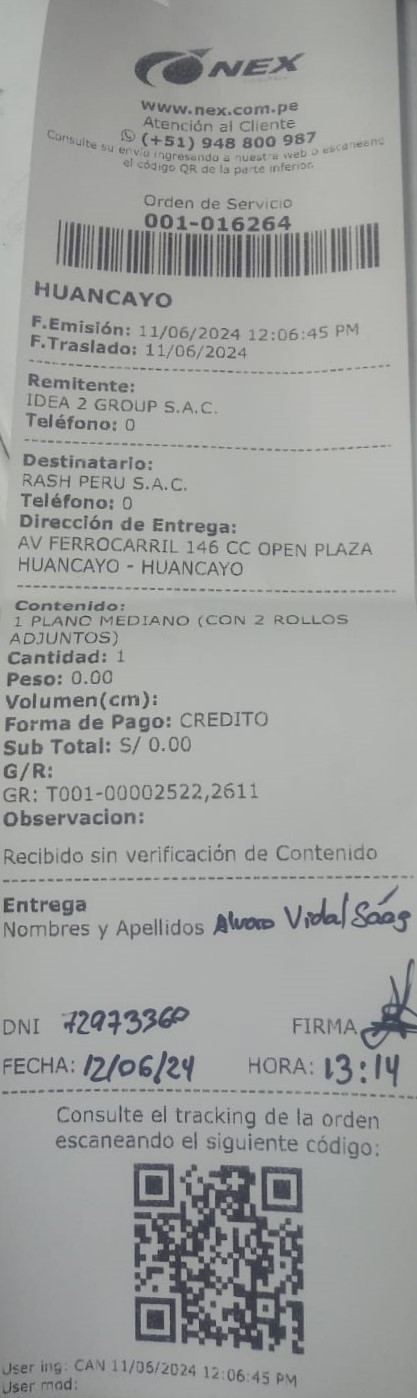 NEX
www.nex.com.pe
Atención al Cliente
(+51) 948 800 987
Consulte su envío ingresando a nuestra web o escaneand
el código QR de la parte inferior.
Orden de Servicio
001-016264
HUANCAYO
F.Emisión: 11/06/2024 12:06:45 PM
F.Traslado: 11/06/2024
Remitente:
IDEA 2 GROUP S.A.C.
Teléfono: 0
Destinatario:
RASH PERU S.A.C.
Teléfono: 0
Dirección de Entrega:
AV FERROCARRIL 146 CC OPEN PLAZA
HUANCAYO - HUANCAYO
Contenido:
1 PLANO MEDIANO (CON 2 ROLLOS
ADJUNTOS)
Cantidad: 1
Peso: 0.00
Volumen(cm):
Forma de Pago: CREDITO
Sub Total: S/ 0.00
G/R:
GR: T001-00002522,2611
Observacion:
Recibido sin verificación de Contenido
Entrega
Nombres y Apellidos Alvaro Vidal
DNI 72973360 FIRMA
FECHA: 12/06/24 HORA: 13:14
Consulte el tracking de la orden
escaneando el siguiente código:
User ing: CAN 11/06/2024 12:06:45 PM
User mod: